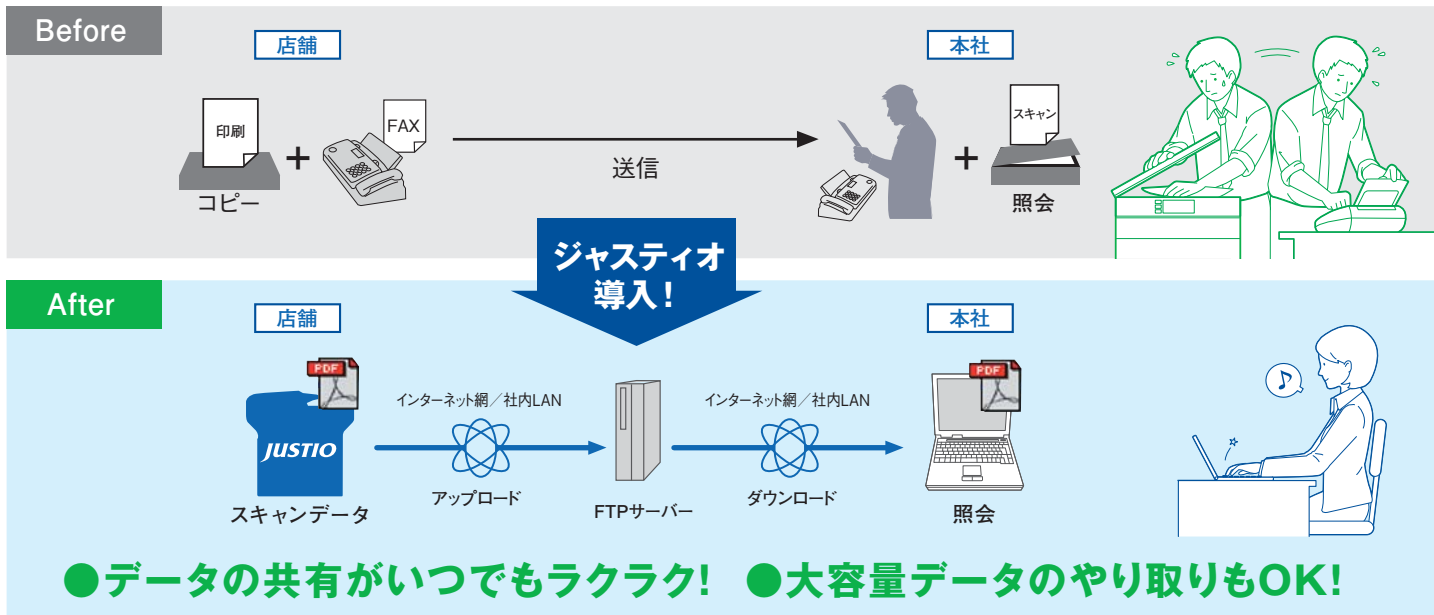 Before
店舗
本社
印刷
FAX
スキャン
コピー
送信
照会
ジャスティオ
導入！
After
店舗
本社
PDF
PDF
インターネット網／社内LAN
インターネット網／社内LAN
JUSTIO
アップロード
ダウンロード
スキャンデータ
FTPサーバー
照会
●データの共有がいつでもラクラク！ ●大容量データのやり取りもOK！